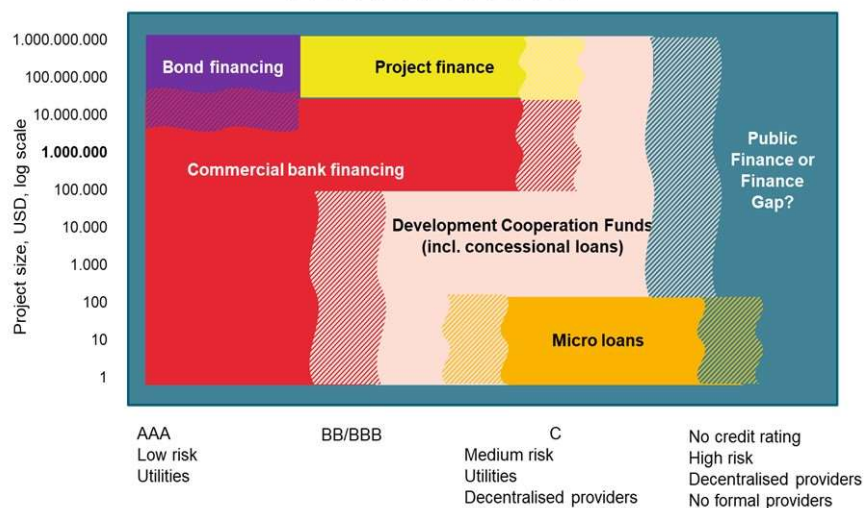 Project size, USD, log scale
1.000.000.000
100.000.000
10.000.000
1.000.000
100.000
10.000
1.000
100
10
1
Bond financing
Project finance
Commercial bank financing
Public
Finance or
Finance
Gap?
Development Cooperation Funds
(incl. concessional loans)
Micro loans
AAA
Low risk
Utilities
BB/BBB
C
Medium risk
Utilities
Decentralised providers
No credit rating
High risk
Decentralised providers
No formal providers